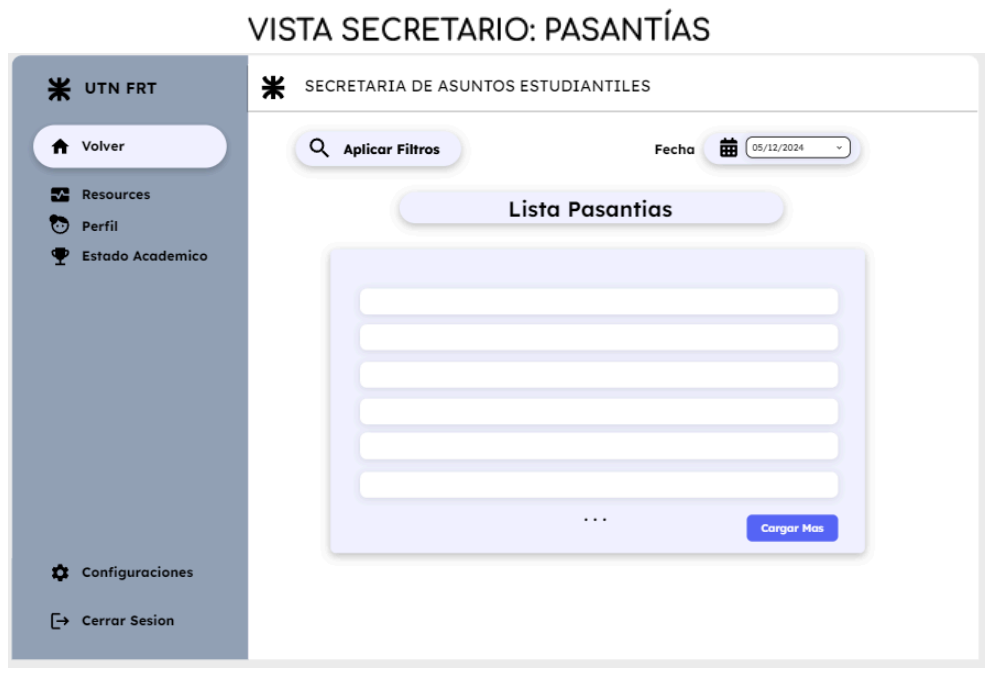 VISTA SECRETARIO: PASANTÍAS
UTN FRT
SECRETARIA DE ASUNTOS ESTUDIANTILES
Volver
Resources
Perfil
Estado Academico
Configuraciones
Cerrar Sesion
Aplicar Filtros
Fecha
05/12/2024
Lista Pasantias
...
Cargar Mas